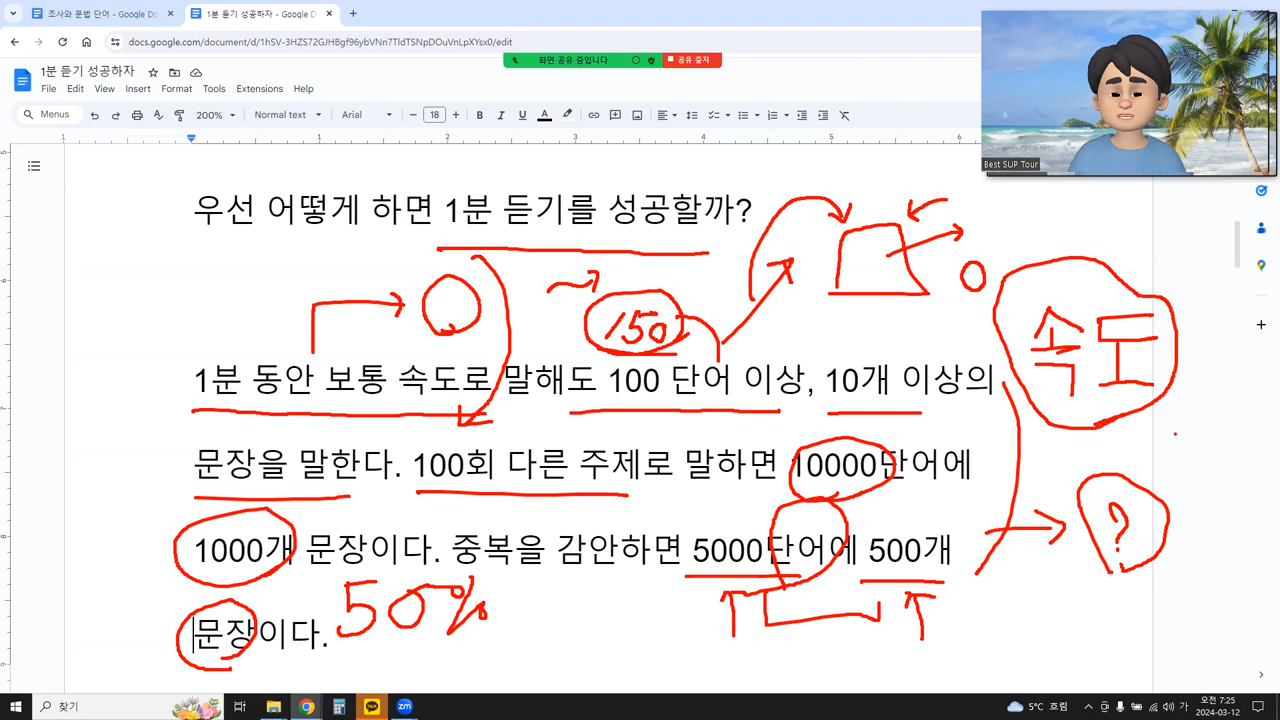 조사와 문법 단어 - Google D
1분 듣기 성공하자 - Google D
docs.google.com/document/d/1hSV-3HZS72GJHBgf96ybVNn7TldTSNpDOuVnLpXYsx0/edit
화면 공유 중입니다
공유 중지
1분 듣기 성공하자
File Edit View Insert Format Tools Extensions Help
Menus 200% Normal text Arial 18 B I U A
1 1 2 3 4 5 6
Best SUP Tour
우선 어떻게 하면 1분 듣기를 성공할까?
150
속도
1분 동안 보통 속도로 말해도 100 단어 이상, 10개 이상의
문장을 말한다. 100회 다른 주제로 말하면 10000단어에
1000개 문장이다. 중복을 감안하면 5000단어에 500개
?
문장이다.
50%
찾기
5°C 흐림
가
오전 7:25
2024-03-12